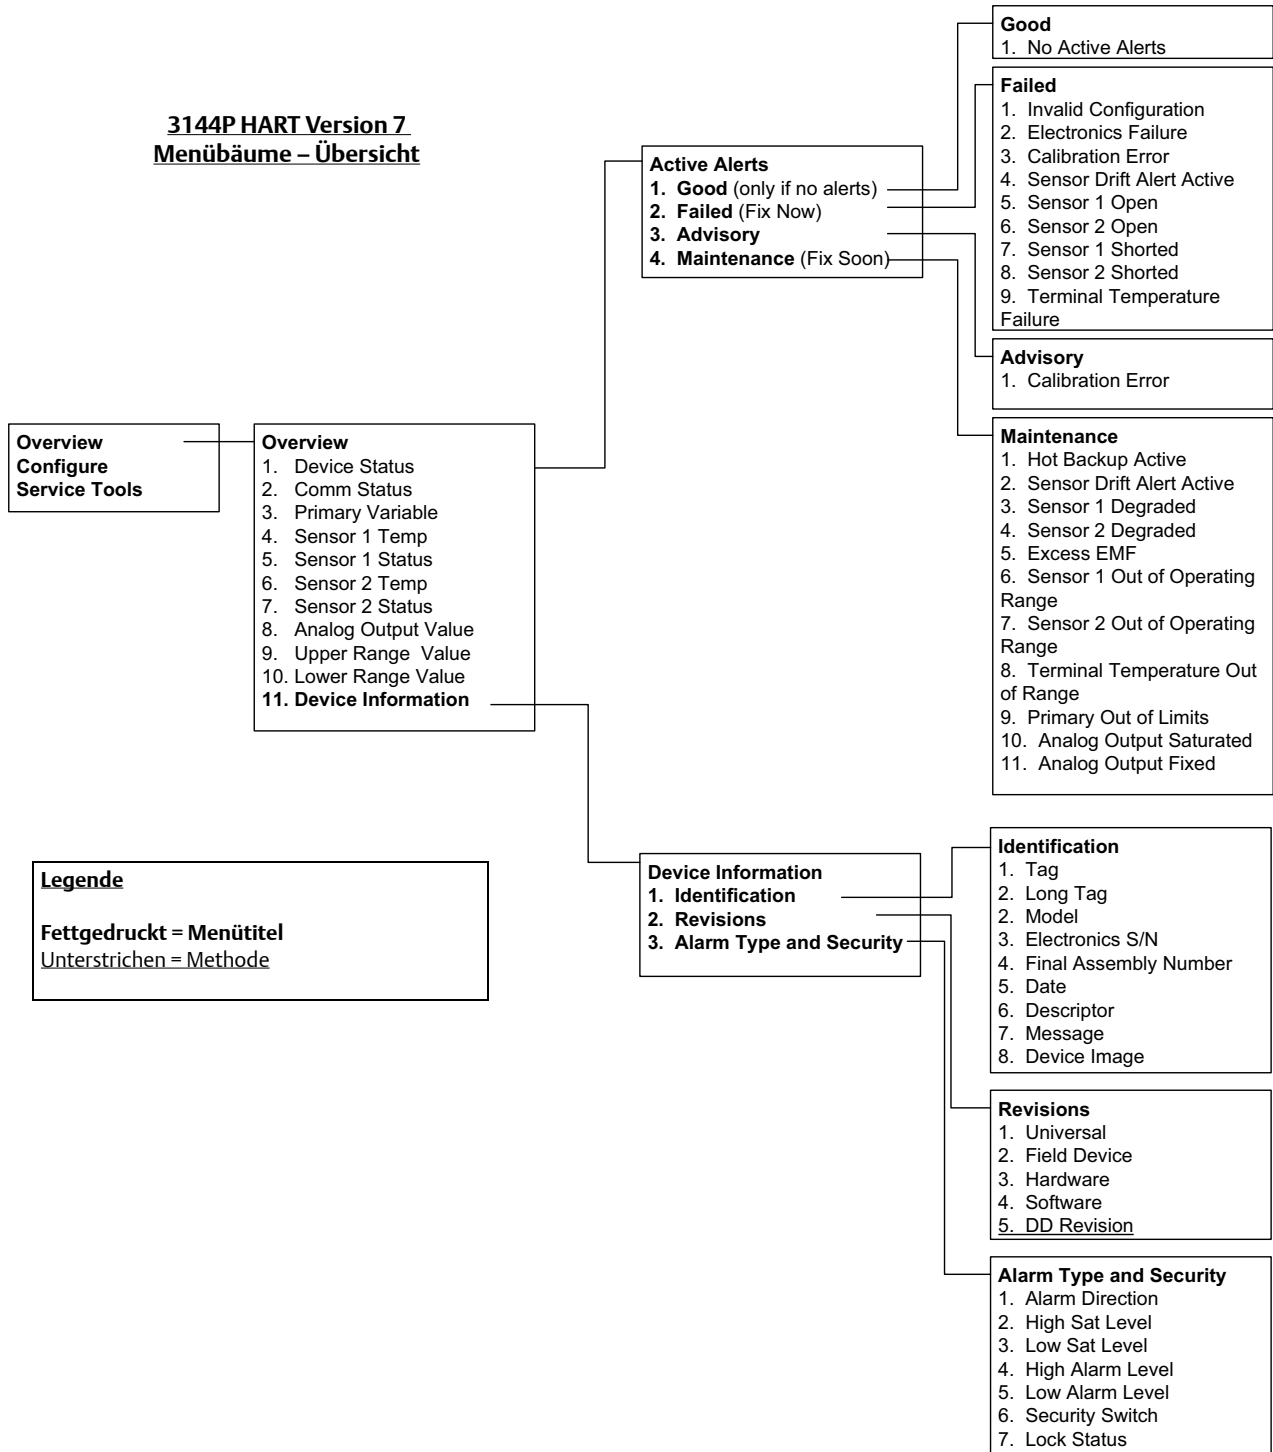 3144P HART Version 7
Menübäume – Übersicht
Overview
Configure
Service Tools
Overview
1. Device Status
2. Comm Status
3. Primary Variable
4. Sensor 1 Temp
5. Sensor 1 Status
6. Sensor 2 Temp
7. Sensor 2 Status
8. Analog Output Value
9. Upper Range Value
10. Lower Range Value
11. Device Information
Active Alerts
1. Good (only if no alerts)
2. Failed (Fix Now)
3. Advisory
4. Maintenance (Fix Soon)
Good
1. No Active Alerts
Failed
1. Invalid Configuration
2. Electronics Failure
3. Calibration Error
4. Sensor Drift Alert Active
5. Sensor 1 Open
6. Sensor 2 Open
7. Sensor 1 Shorted
8. Sensor 2 Shorted
9. Terminal Temperature
Failure
Advisory
1. Calibration Error
Maintenance
1. Hot Backup Active
2. Sensor Drift Alert Active
3. Sensor 1 Degraded
4. Sensor 2 Degraded
5. Excess EMF
6. Sensor 1 Out of Operating
Range
7. Sensor 2 Out of Operating
Range
8. Terminal Temperature Out
of Range
9. Primary Out of Limits
10. Analog Output Saturated
11. Analog Output Fixed
Legende
Fettgedruckt = Menütitel
Unterstrichen = Methode
Device Information
1. Identification
2. Revisions
3. Alarm Type and Security
Identification
1. Tag
2. Long Tag
2. Model
3. Electronics S/N
4. Final Assembly Number
5. Date
6. Descriptor
7. Message
8. Device Image
Revisions
1. Universal
2. Field Device
3. Hardware
4. Software
5. DD Revision
Alarm Type and Security
1. Alarm Direction
2. High Sat Level
3. Low Sat Level
4. High Alarm Level
5. Low Alarm Level
6. Security Switch
7. Lock Status